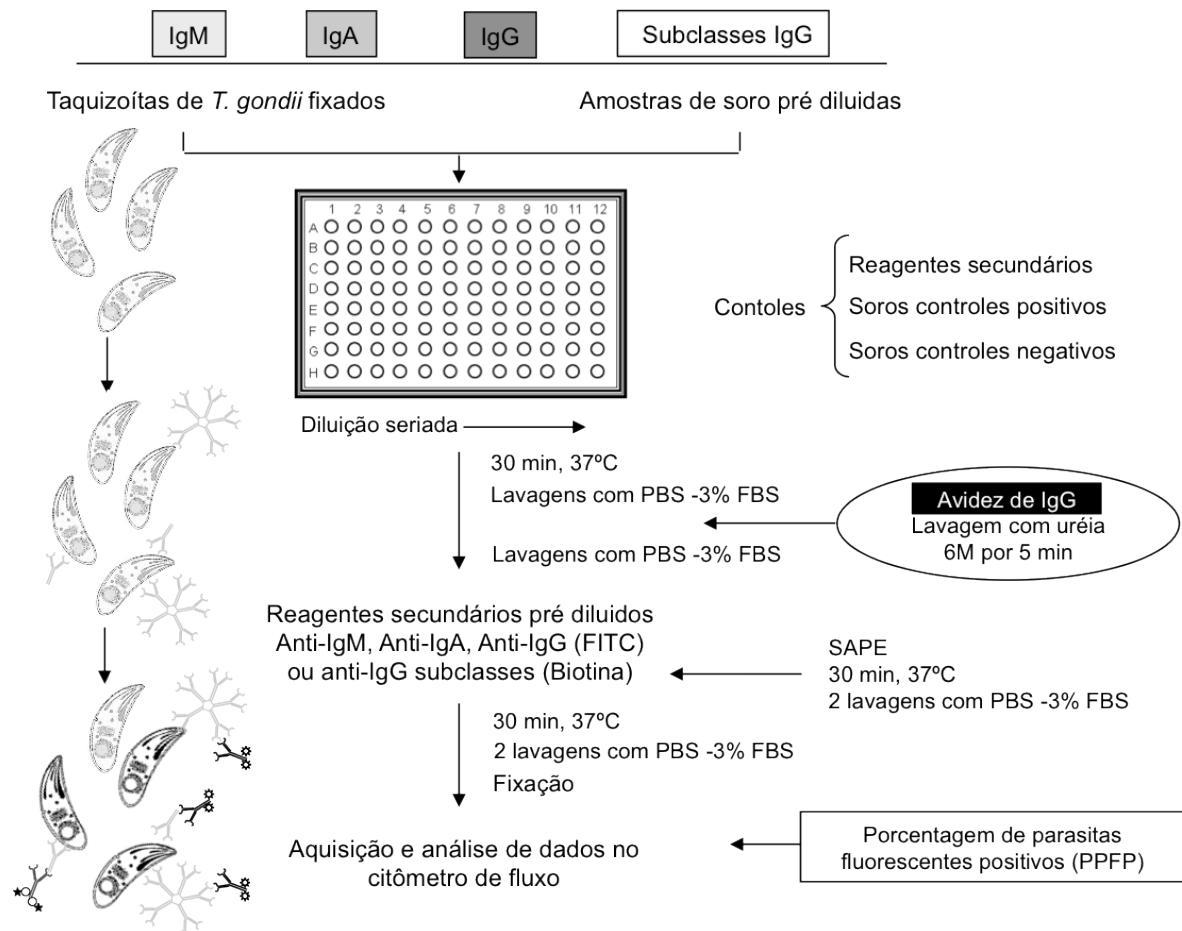 IgM
IgA
IgG
Subclasses IgG
Taquizoítas de T. gondii fixados
Amostras de soro pré diluidas
1 2 3 4 5 6 7 8 9 10 11 12
A
B
C
D
E
F
G
H
Contoles
Reagentes secundários
Soros controles positivos
Soros controles negativos
Diluição seriada
30 min, 37ºC
Lavagens com PBS -3% FBS
Lavagens com PBS -3% FBS
Avidez de IgG
Lavagem com uréia
6M por 5 min
Reagentes secundários pré diluidos
Anti-IgM, Anti-IgA, Anti-IgG (FITC)
ou anti-IgG subclasses (Biotina)
SAPE
30 min, 37ºC
2 lavagens com PBS -3% FBS
30 min, 37ºC
2 lavagens com PBS -3% FBS
Fixação
Aquisição e análise de dados no
citômetro de fluxo
Porcentagem de parasitas
fluorescentes positivos (PPFP)